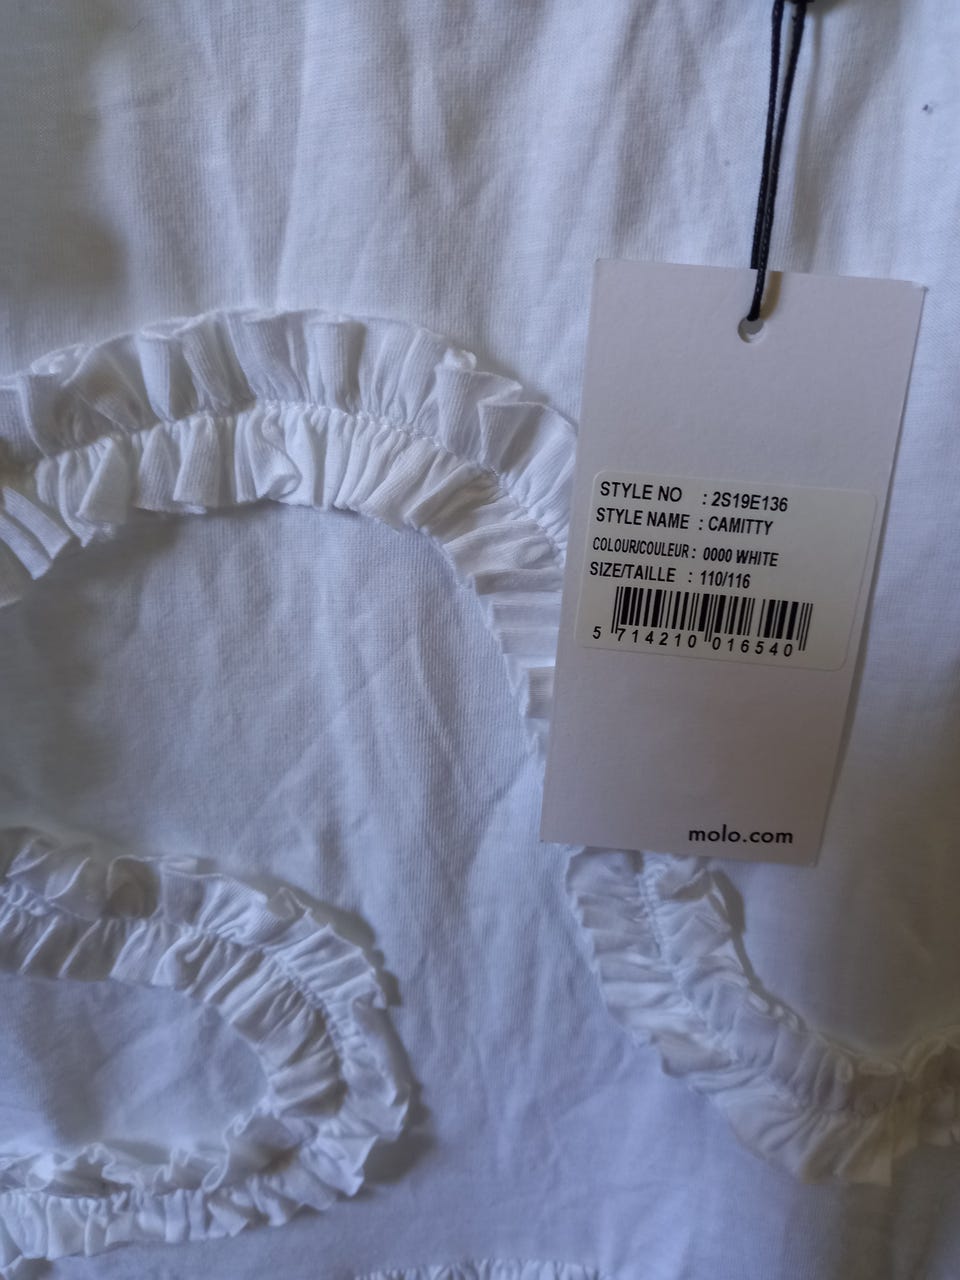 STYLE NO : 2S19E136
STYLE NAME : CAMITTY
COLOUR/COULEUR : 0000 WHITE
SIZE/TAILLE : 110/116
5 714210 016540
molo.com